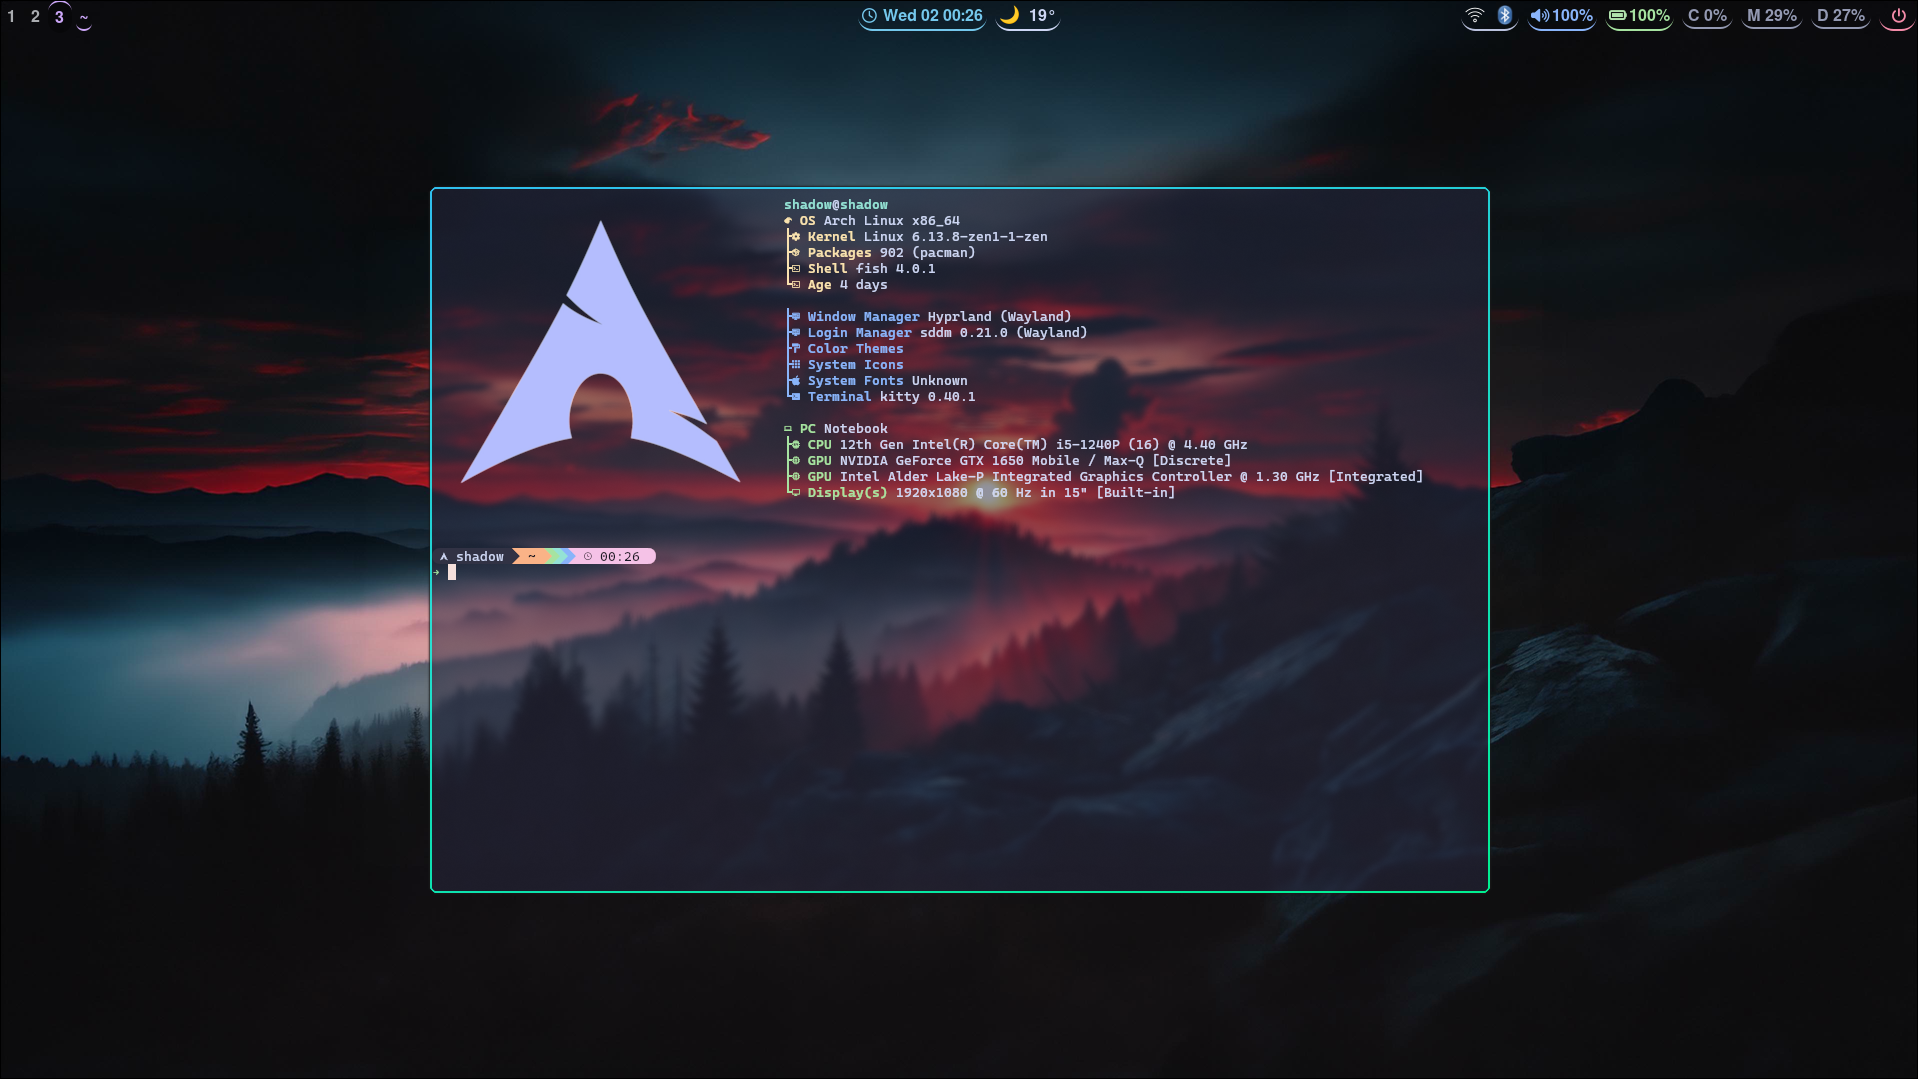 1 2 3 ~
Wed 02 00:26 19°
100% 100% C 0% M 29% D 27%
shadow@shadow
OS Arch Linux x86_64
Kernel Linux 6.13.8-zen1-1-zen
Packages 902 (pacman)
Shell fish 4.0.1
Age 4 days
Window Manager Hyprland (Wayland)
Login Manager sddm 0.21.0 (Wayland)
Color Themes
System Icons
System Fonts Unknown
Terminal kitty 0.40.1
PC Notebook
CPU 12th Gen Intel(R) Core(TM) i5-1240P (16) @ 4.40 GHz
GPU NVIDIA GeForce GTX 1650 Mobile / Max-Q [Discrete]
GPU Intel Alder Lake-P Integrated Graphics Controller @ 1.30 GHz [Integrated]
Display(s) 1920x1080 @ 60 Hz in 15" [Built-in]
shadow ~ 00:26
➜